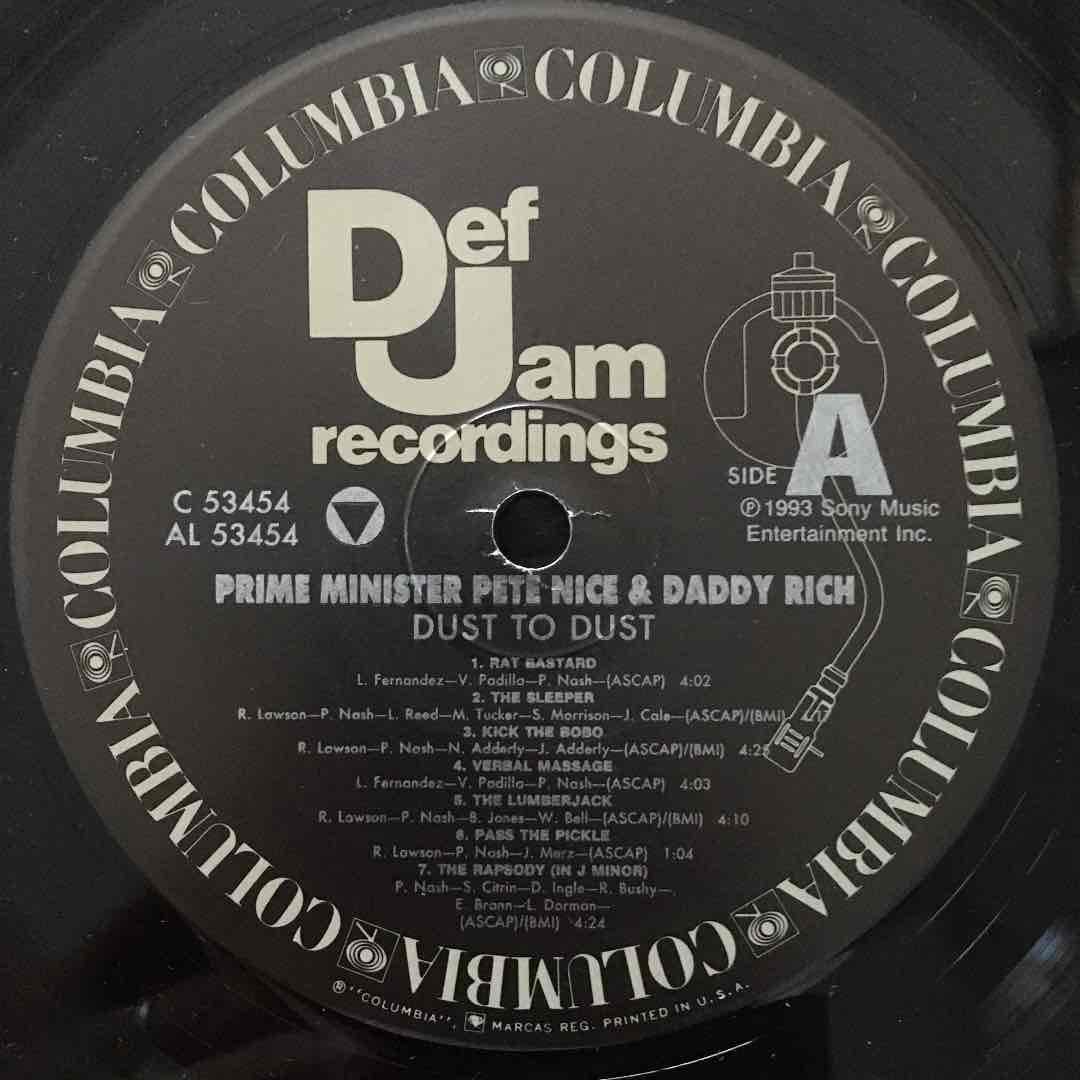 COLUMBIA COLUMBIA COLUMBIA COLUMBIA COLUMBIA COLUMBIA COLUMBIA COLUMBIA COLUMBIA
Def
Jam
recordings
SIDE A
C 53454
AL 53454
℗ 1993 Sony Music
Entertainment Inc.
PRIME MINISTER PETE NICE & DADDY RICH
DUST TO DUST
1. RAT BASTARD
L. Fernandez—V. Padilla—P. Nash—(ASCAP) 4:02
2. THE SLEEPER
R. Lawson—P. Nash—L. Reed—M. Tucker—S. Morrison—J. Cale—(ASCAP)/(BMI)
3. KICK THE BOBO
R. Lawson—P. Nash—N. Adderly—J. Adderly—(ASCAP)/(BMI) 4:25
4. VERBAL MASSAGE
L. Fernandez—V. Padilla—P. Nash—(ASCAP) 4:03
5. THE LUMBERJACK
R. Lawson—P. Nash—B. Jones—W. Bell—(ASCAP)/(BMI) 4:10
6. PASS THE PICKLE
R. Lawson—P. Nash—J. Merz—(ASCAP) 1:04
7. THE RAPSODY (IN J MINOR)
P. Nash—S. Citrin—D. Ingle—R. Bushy—
E. Brann—L. Dorman—
(ASCAP)/(BMI) 4:24
® "COLUMBIA", MARCAS REG. PRINTED IN U.S.A.